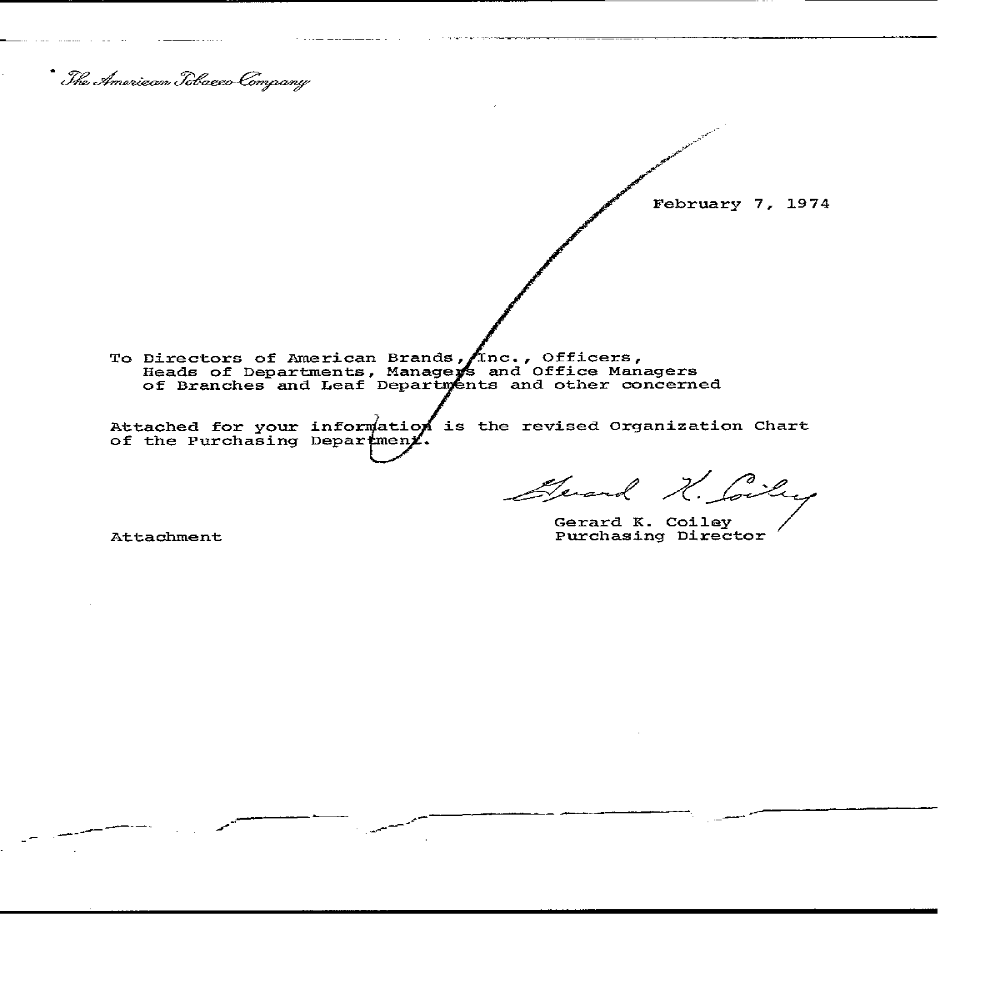 The American Tobacco Company
February 7, 1974
To Directors of American Brands, Inc., Officers,
Heads of Departments, Managers and Office Managers
of Branches and Leaf Departments and other concerned
Attached for your information is the revised Organization Chart
of the Purchasing Department.
Gerard K. Coiley
Gerard K. Coiley
Attachment
Purchasing Director